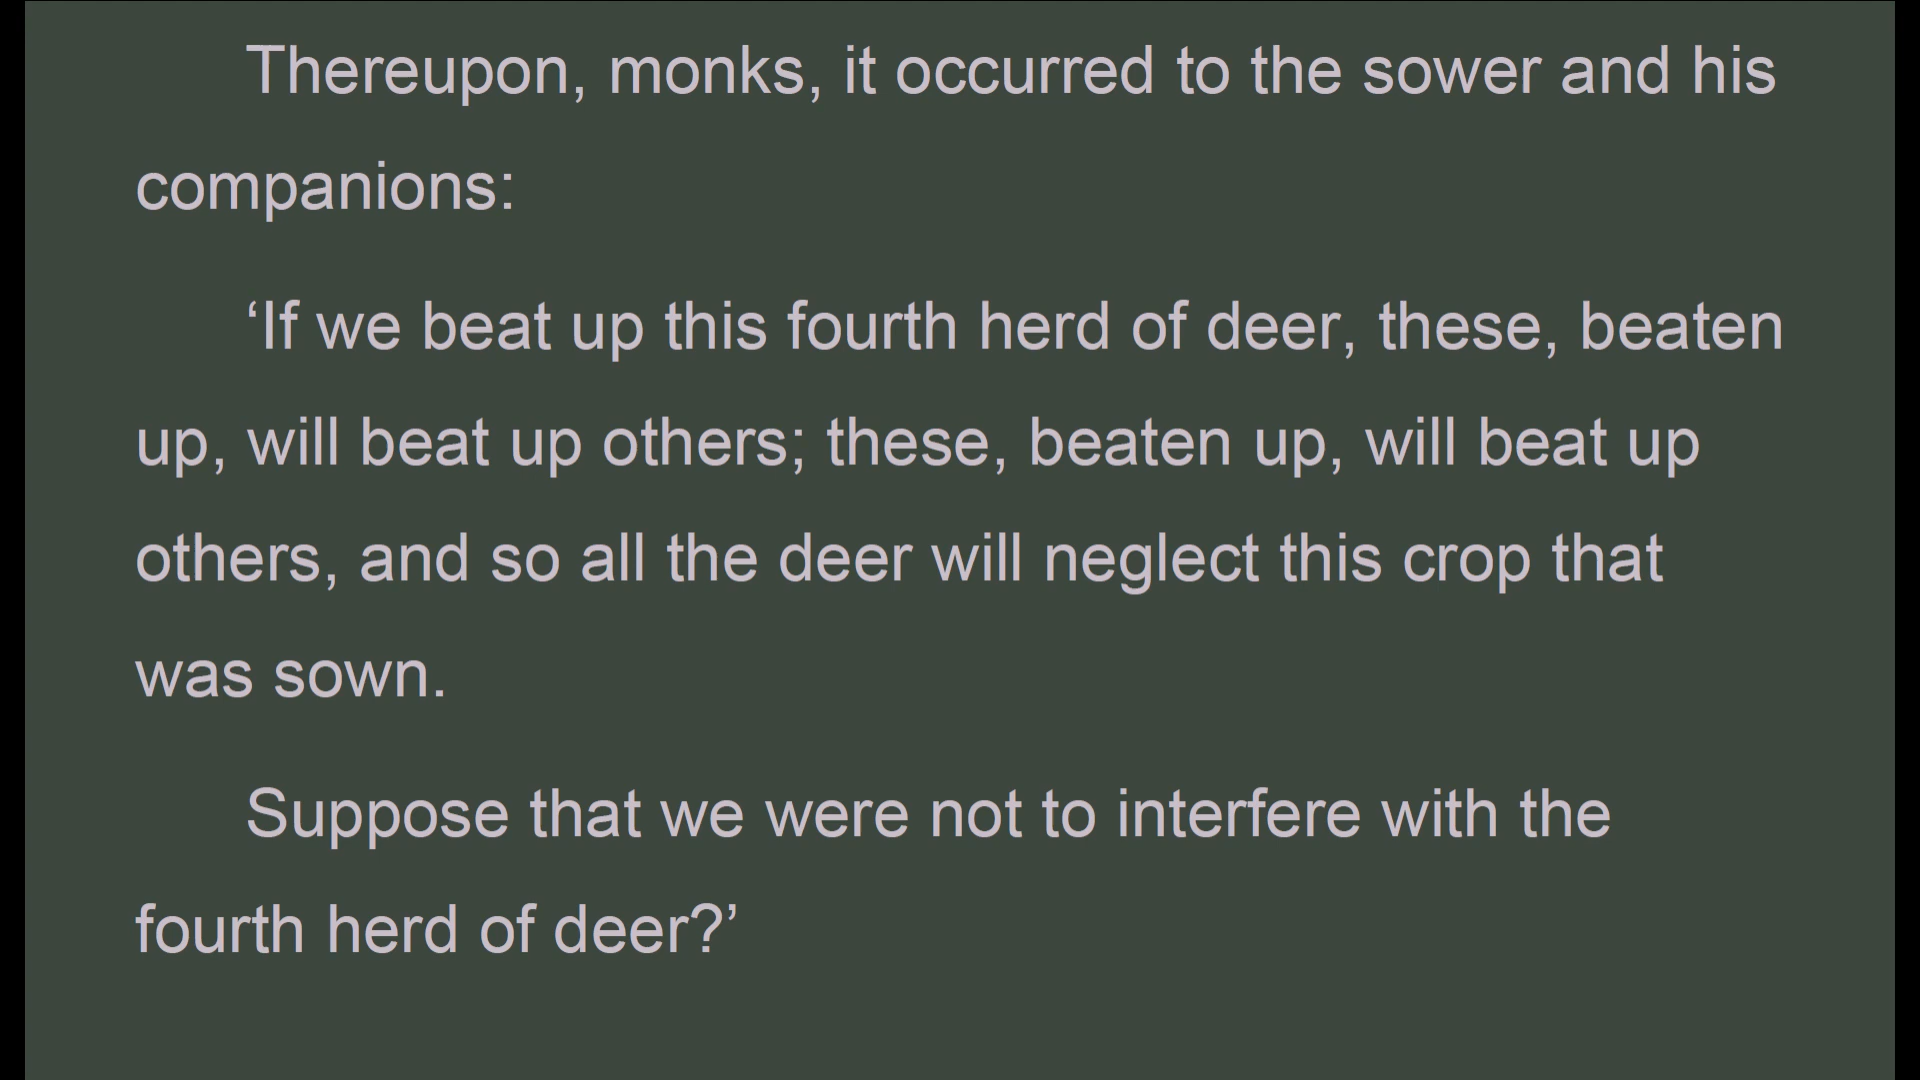 Thereupon, monks, it occurred to the sower and his
companions:
‘If we beat up this fourth herd of deer, these, beaten
up, will beat up others; these, beaten up, will beat up
others, and so all the deer will neglect this crop that
was sown.
Suppose that we were not to interfere with the
fourth herd of deer?’